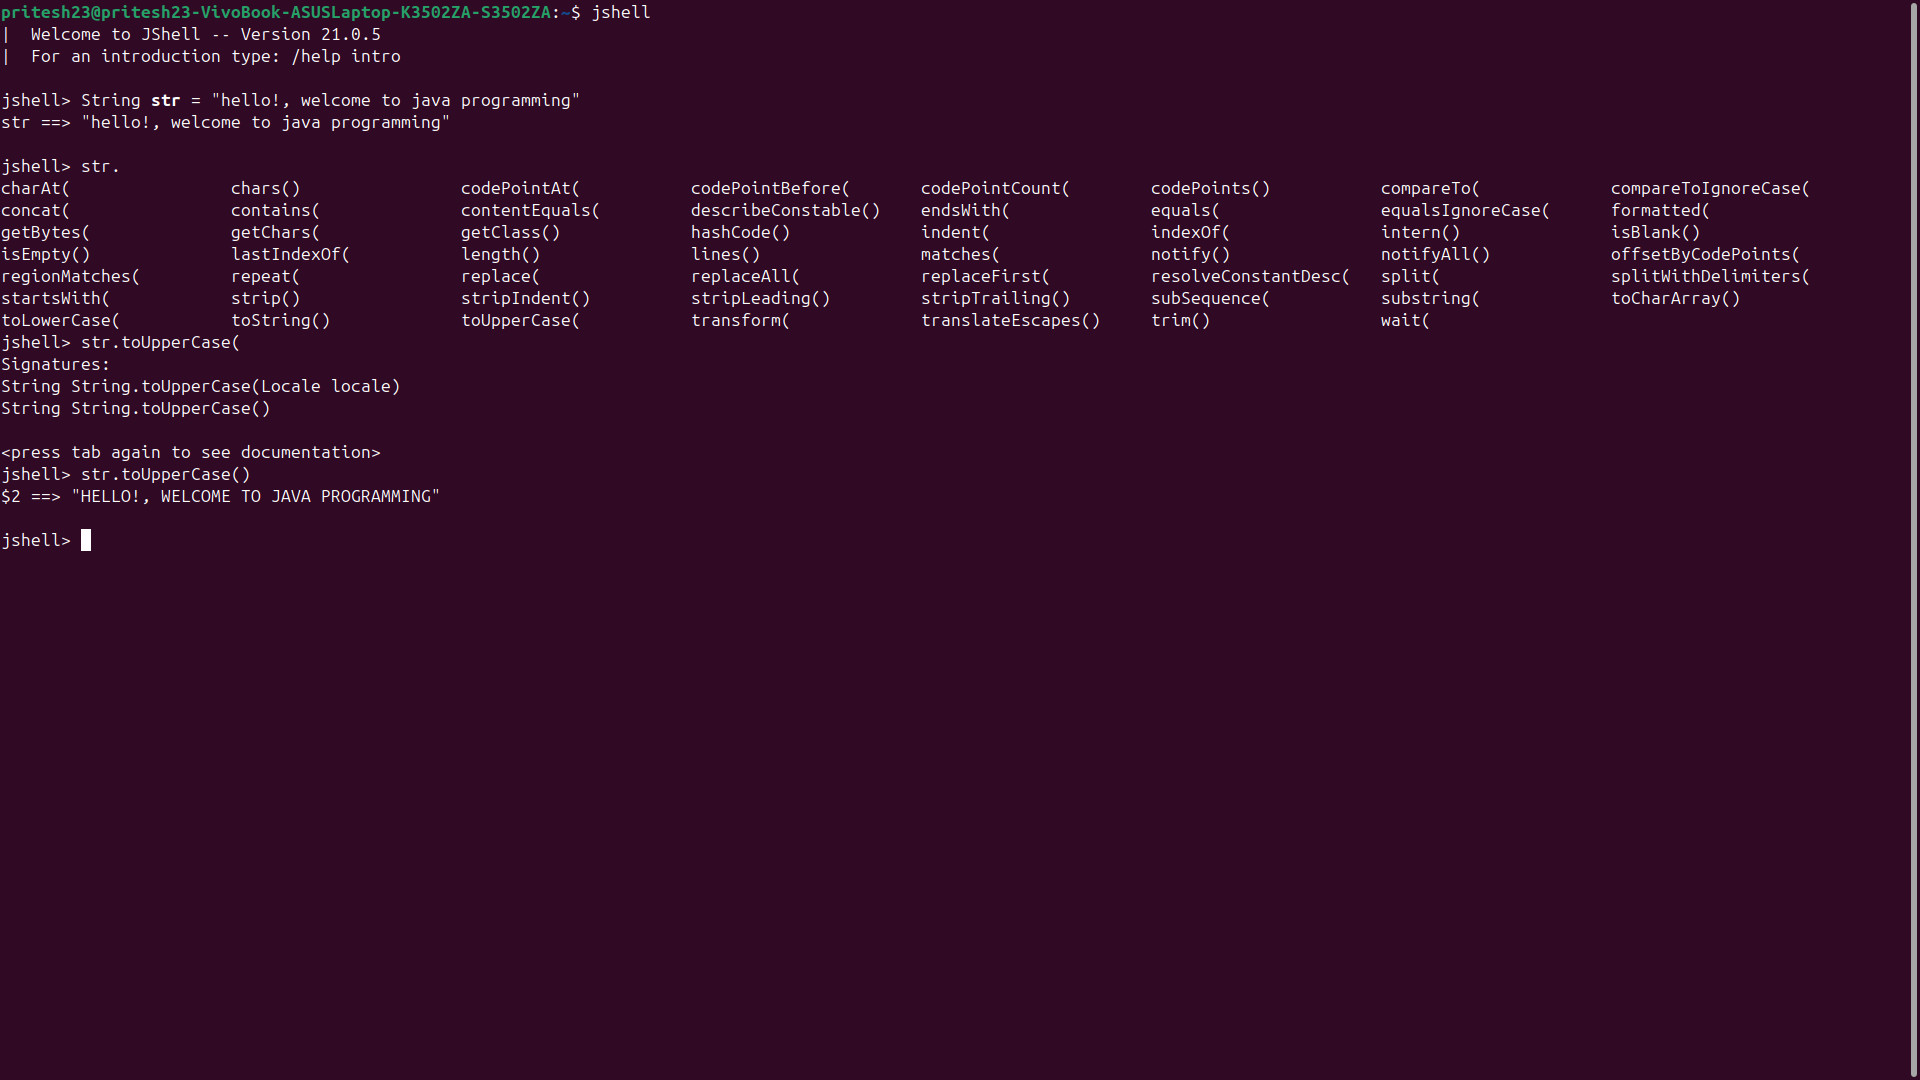 pritesh23@pritesh23-VivoBook-ASUSLaptop-K3502ZA-S3502ZA:~$ jshell
|  Welcome to JShell -- Version 21.0.5
|  For an introduction type: /help intro
jshell> String str = "hello!, welcome to java programming"
str ==> "hello!, welcome to java programming"
jshell> str.
charAt(                chars()                codePointAt(           codePointBefore(       codePointCount(        codePoints()           compareTo(             compareToIgnoreCase(
concat(                contains(              contentEquals(         describeConstable()    endsWith(              equals(                equalsIgnoreCase(      formatted(
getBytes(              getChars(              getClass()             hashCode()             indent(                indexOf(               intern()               isBlank()
isEmpty()              lastIndexOf(           length()               lines()                matches(               notify()               notifyAll()            offsetByCodePoints(
regionMatches(         repeat(                replace(               replaceAll(            replaceFirst(          resolveConstantDesc(   split(                 splitWithDelimiters(
startsWith(            strip()                stripIndent()          stripLeading()         stripTrailing()        subSequence(           substring(             toCharArray()
toLowerCase(           toString()             toUpperCase(           transform(             translateEscapes()     trim()                 wait(
jshell> str.toUpperCase(
Signatures:
String String.toUpperCase(Locale locale)
String String.toUpperCase()
<press tab again to see documentation>
jshell> str.toUpperCase()
$2 ==> "HELLO!, WELCOME TO JAVA PROGRAMMING"
jshell>